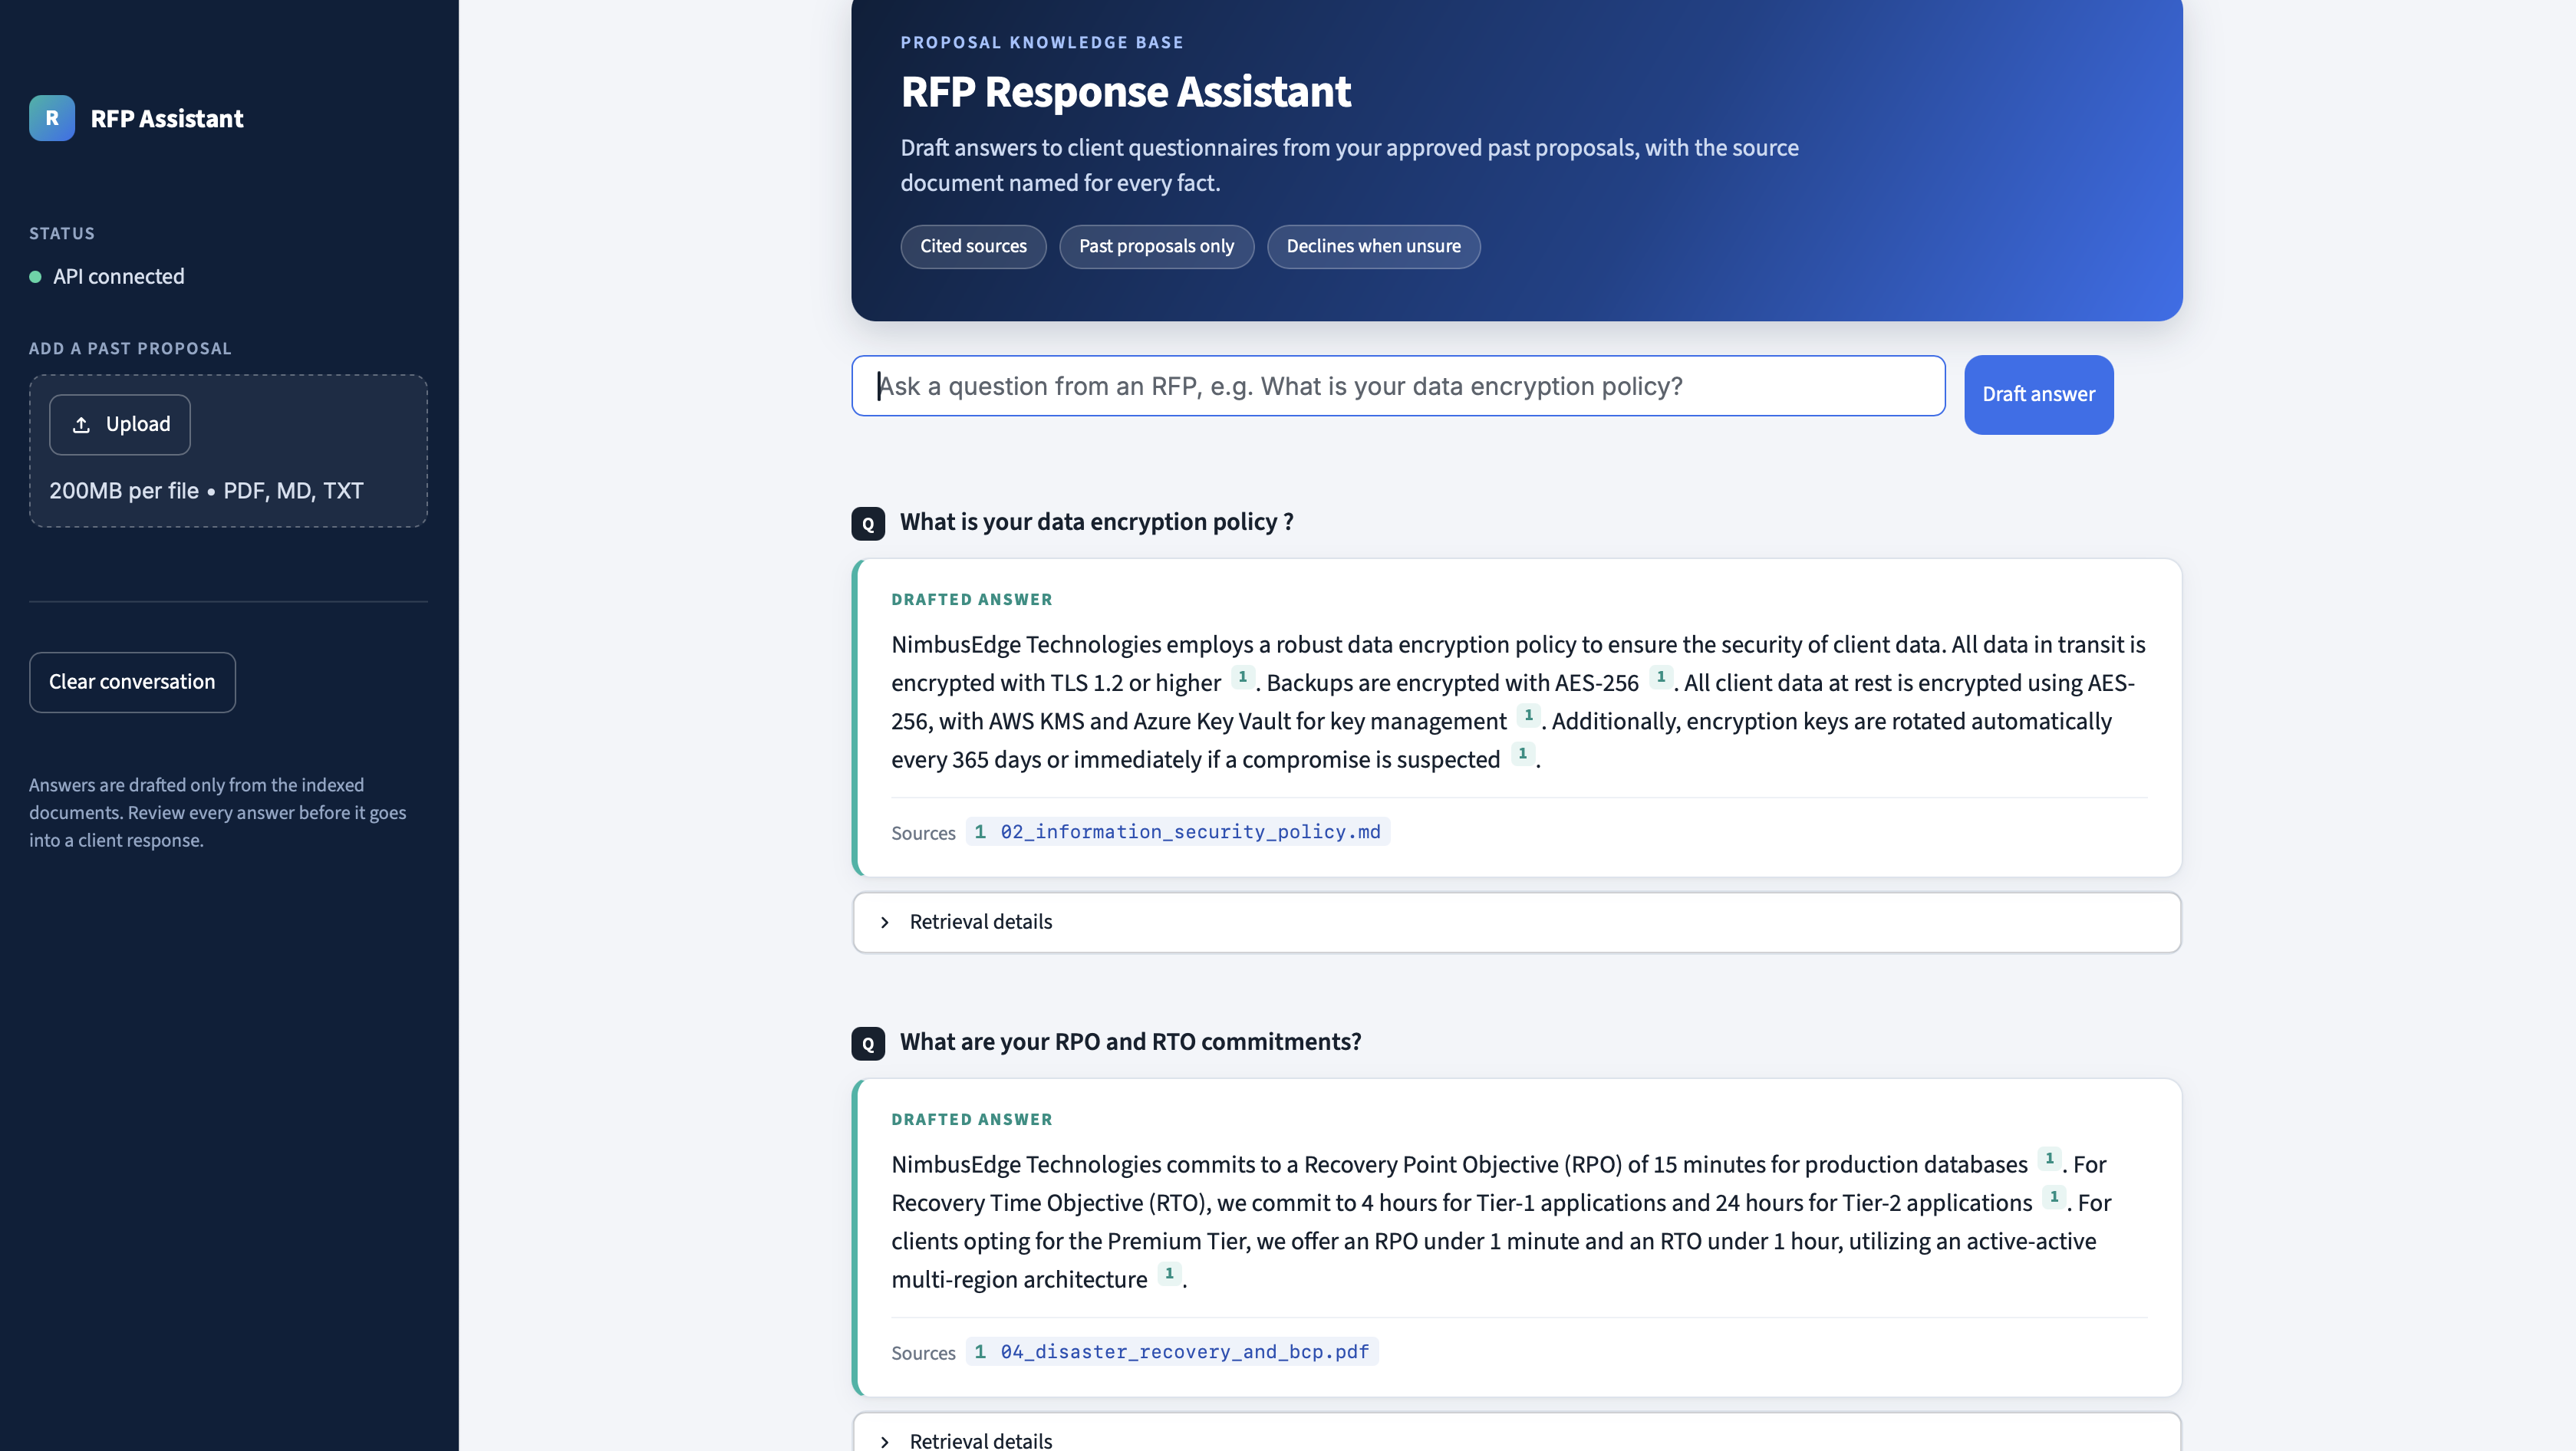 R RFP Assistant
STATUS
API connected
ADD A PAST PROPOSAL
Upload
200MB per file • PDF, MD, TXT
Clear conversation
Answers are drafted only from the indexed
documents. Review every answer before it goes
into a client response.
PROPOSAL KNOWLEDGE BASE
RFP Response Assistant
Draft answers to client questionnaires from your approved past proposals, with the source
document named for every fact.
Cited sources Past proposals only Declines when unsure
Ask a question from an RFP, e.g. What is your data encryption policy?
Draft answer
Q What is your data encryption policy ?
DRAFTED ANSWER
NimbusEdge Technologies employs a robust data encryption policy to ensure the security of client data. All data in transit is
encrypted with TLS 1.2 or higher 1. Backups are encrypted with AES-256 1. All client data at rest is encrypted using AES-
256, with AWS KMS and Azure Key Vault for key management 1. Additionally, encryption keys are rotated automatically
every 365 days or immediately if a compromise is suspected 1.
Sources 1 02_information_security_policy.md
Retrieval details
Q What are your RPO and RTO commitments?
DRAFTED ANSWER
NimbusEdge Technologies commits to a Recovery Point Objective (RPO) of 15 minutes for production databases 1. For
Recovery Time Objective (RTO), we commit to 4 hours for Tier-1 applications and 24 hours for Tier-2 applications 1. For
clients opting for the Premium Tier, we offer an RPO under 1 minute and an RTO under 1 hour, utilizing an active-active
multi-region architecture 1.
Sources 1 04_disaster_recovery_and_bcp.pdf
Retrieval details